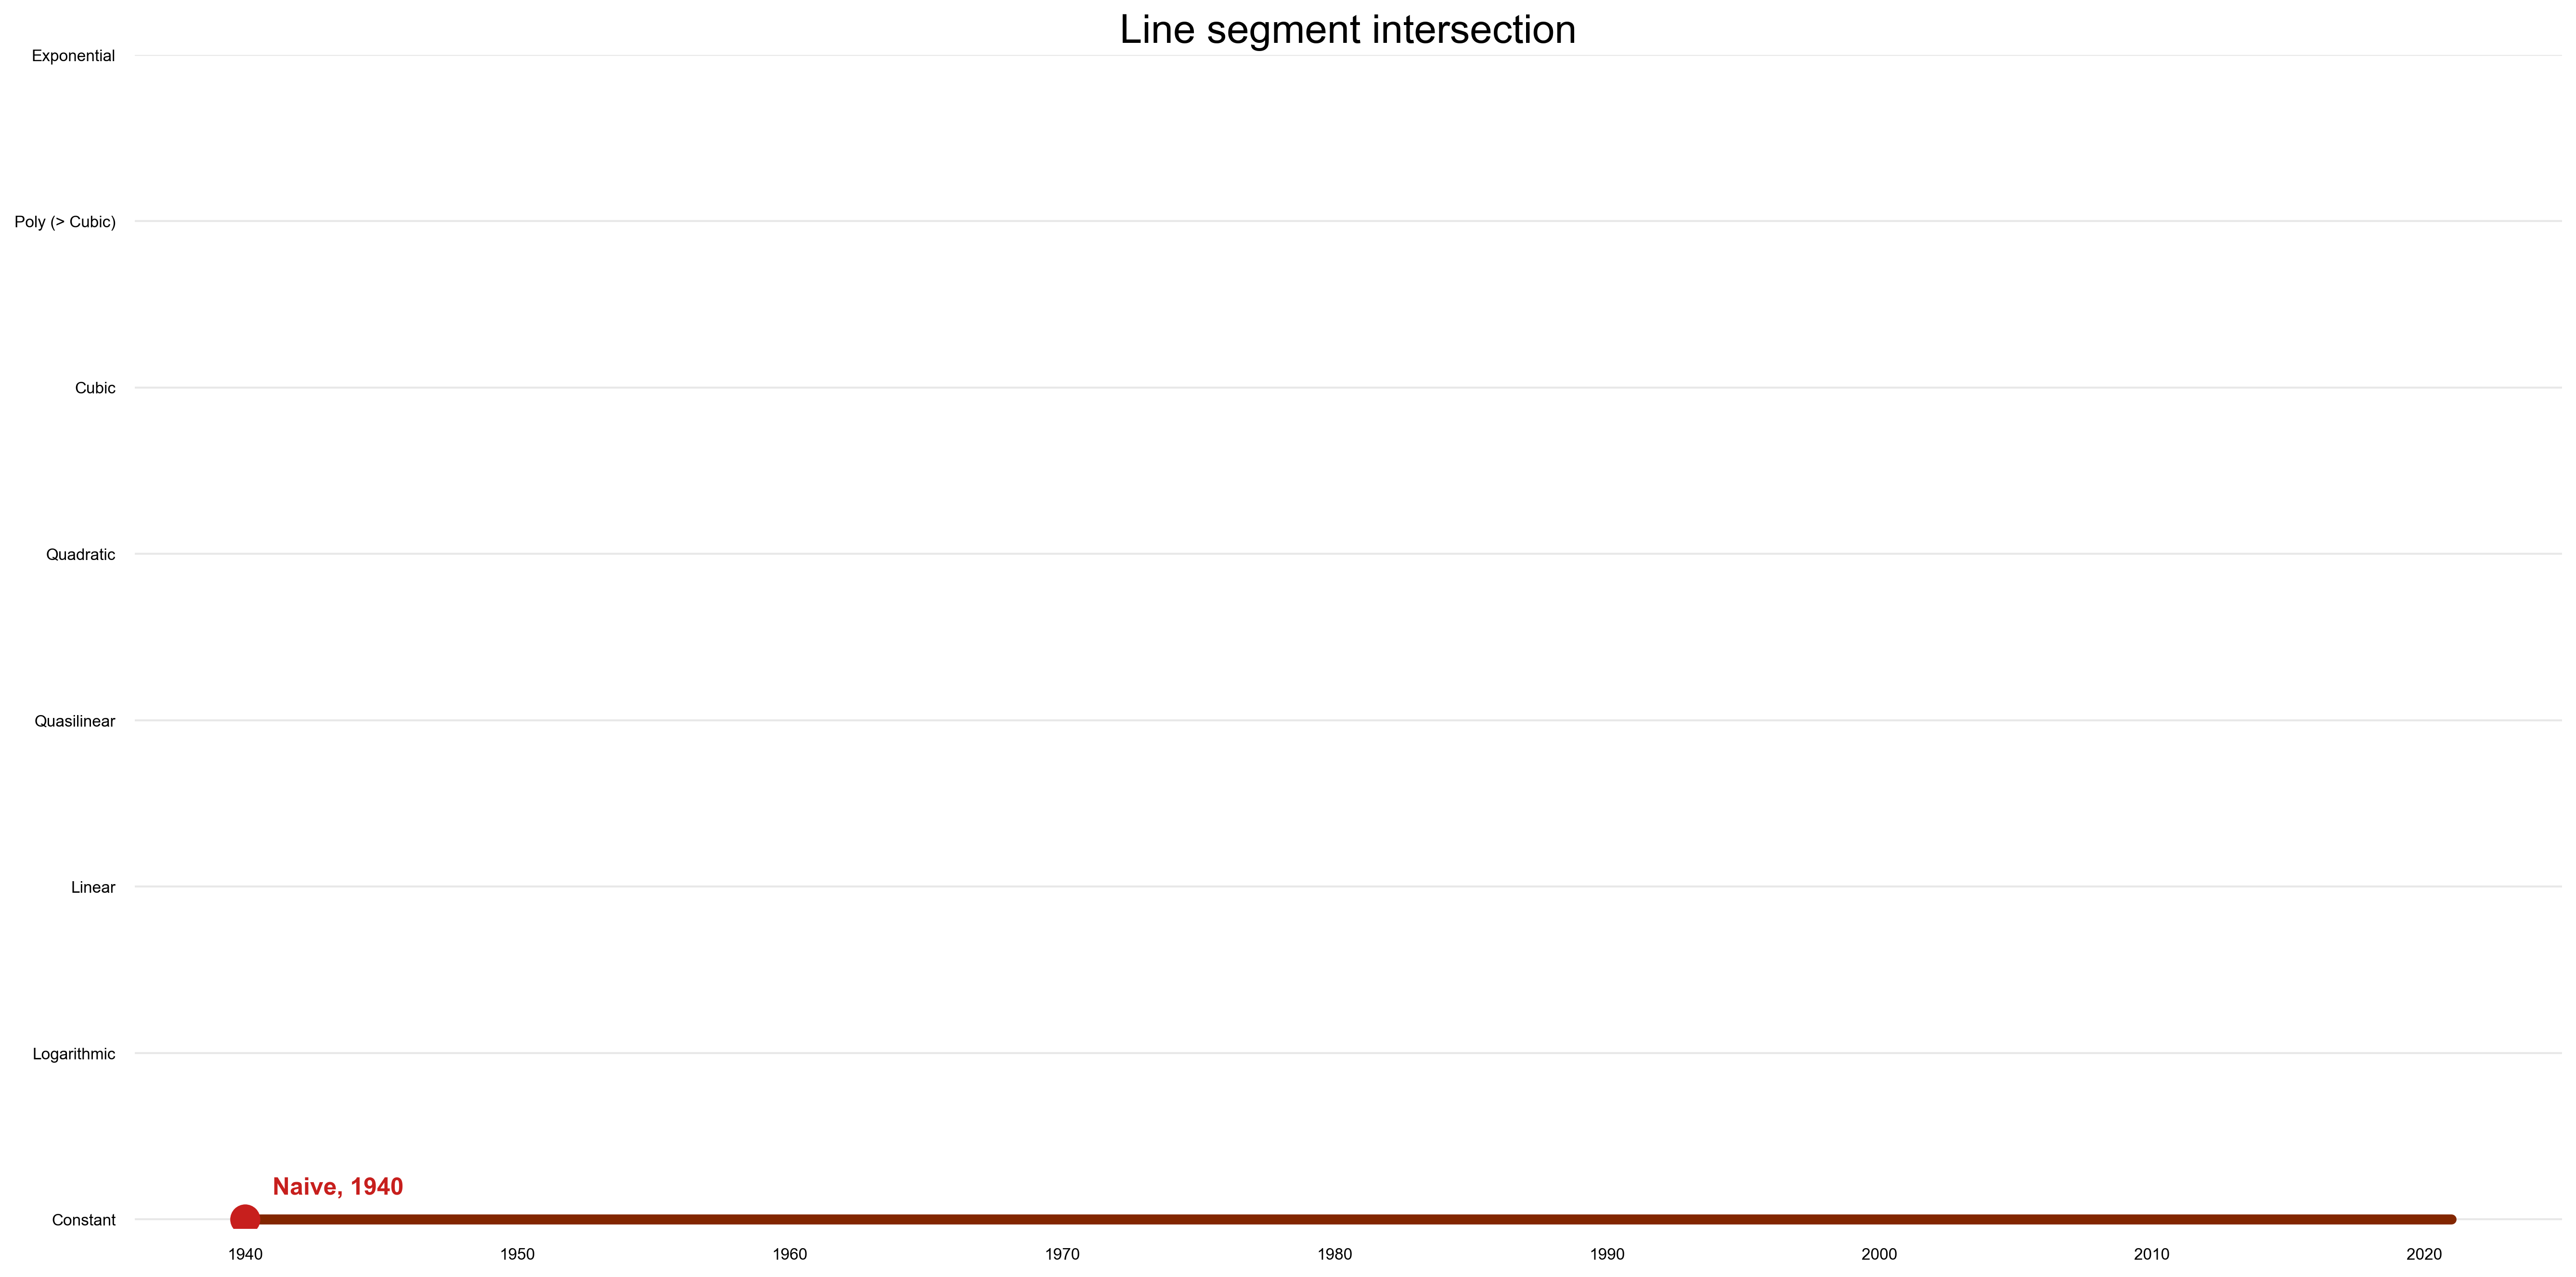 Line segment intersection
Exponential
Poly (> Cubic)
Cubic
Quadratic
Quasilinear
Linear
Logarithmic
Constant
Naive, 1940
1940 1950 1960 1970 1980 1990 2000 2010 2020